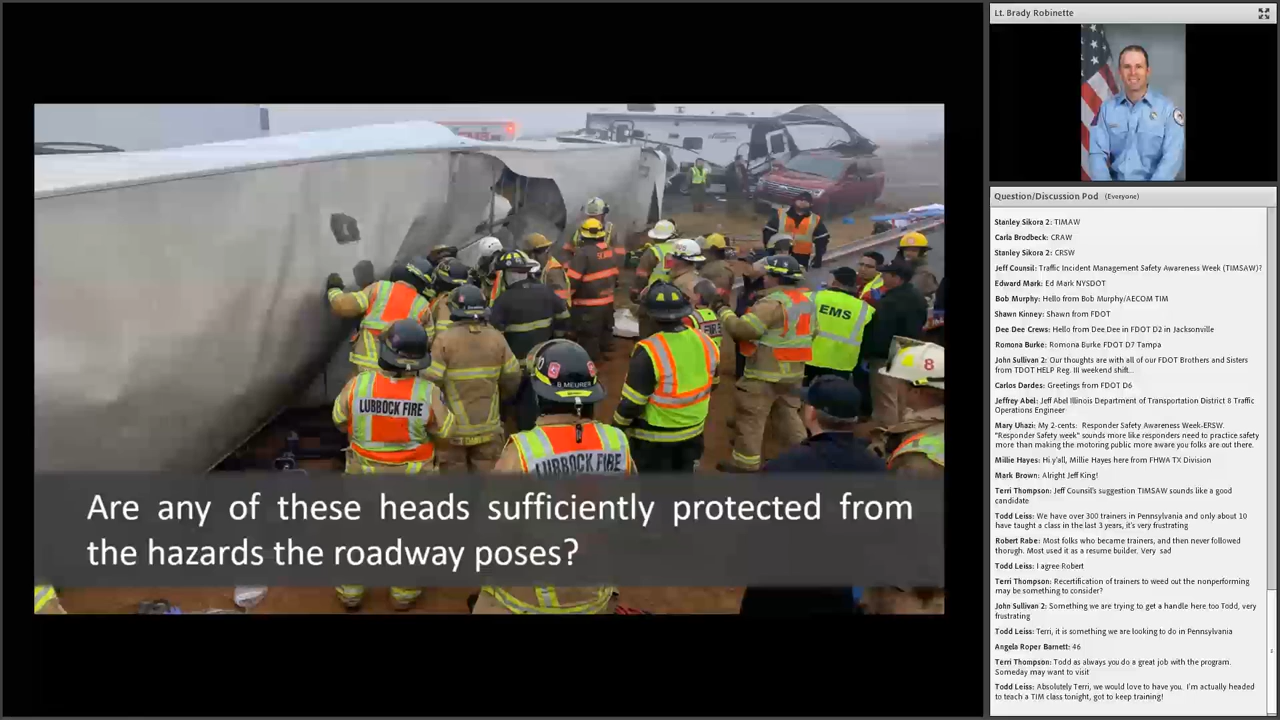 Lt. Brady Robinette
LUBBOCK FIRE
B MEURER
LUBBOCK FIRE
EMS
FIRE
8
Are any of these heads sufficiently protected from
the hazards the roadway poses?
Question/Discussion Pod (Everyone)
Stanley Sikora 2: TIMAW
Carla Brodbeck: CRAW
Stanley Sikora 2: CRSW
Jeff Counsil: Traffic Incident Management Safety Awareness Week (TIMSAW)?
Edward Mark: Ed Mark NYSDOT
Bob Murphy: Hello from Bob Murphy/AECOM TIM
Shawn Kinney: Shawn from FDOT
Dee Dee Crews: Hello from Dee Dee in FDOT D2 in Jacksonville
Romona Burke: Romona Burke FDOT D7 Tampa
John Sullivan 2: Our thoughts are with all of our FDOT Brothers and Sisters
from TDOT HELP Reg. III weekend shift...
Carlos Dardes: Greetings from FDOT D6
Jeffrey Abel: Jeff Abel Illinois Department of Transportation District 8 Traffic
Operations Engineer
Mary Uhazi: My 2-cents: Responder Safety Awareness Week-ERSW.
"Responder Safety week" sounds more like responders need to practice safety
more than making the motoring public more aware you folks are out there.
Millie Hayes: Hi y'all, Millie Hayes here from FHWA TX Division
Mark Brown: Alright Jeff King!
Terri Thompson: Jeff Counsil's suggestion TIMSAW sounds like a good
candidate
Todd Leiss: We have over 300 trainers in Pennsylvania and only about 10
have taught a class in the last 3 years, it's very frustrating
Robert Rabe: Most folks who became trainers, and then never followed
thorugh. Most used it as a resume builder. Very sad
Todd Leiss: I agree Robert
Terri Thompson: Recertification of trainers to weed out the nonperforming
may be something to consider?
John Sullivan 2: Something we are trying to get a handle here too Todd, very
frustrating
Todd Leiss: Terri, it is something we are looking to do in Pennsylvania
Angela Roper Barnett: 46
Terri Thompson: Todd as always you do a great job with the program.
Someday may want to visit
Todd Leiss: Absolutely Terri, we would love to have you. I'm actually headed
to teach a TIM class tonight, got to keep training!